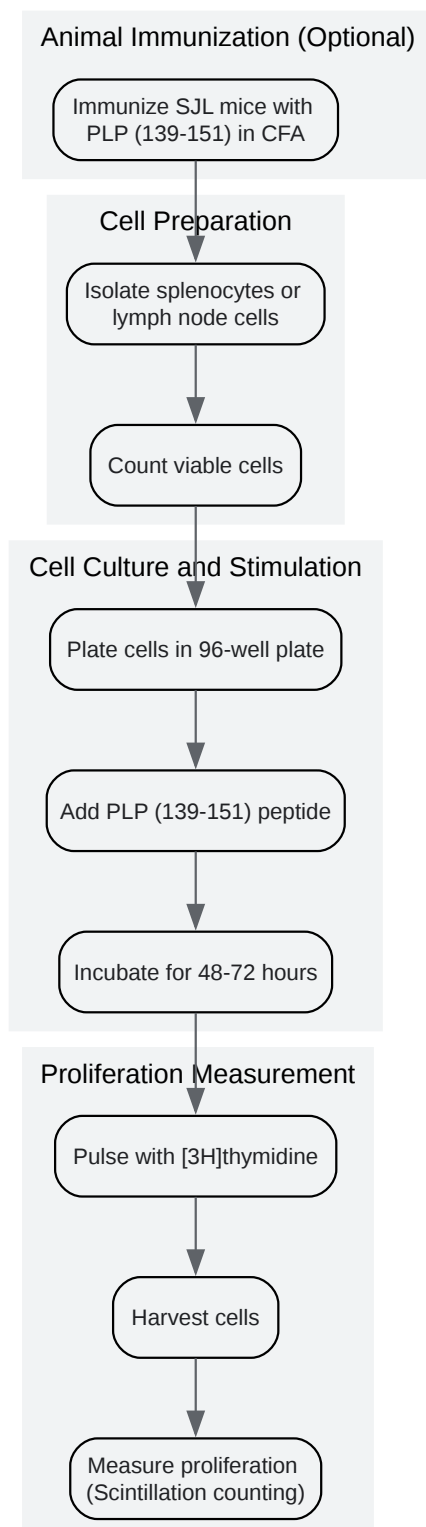 Animal Immunization (Optional)
Immunize SJL mice with
PLP (139-151) in CFA
Cell Preparation
Isolate splenocytes or
lymph node cells
Count viable cells
Cell Culture and Stimulation
Plate cells in 96-well plate
Add PLP (139-151) peptide
Incubate for 48-72 hours
Proliferation Measurement
Pulse with [3H]thymidine
Harvest cells
Measure proliferation
(Scintillation counting)